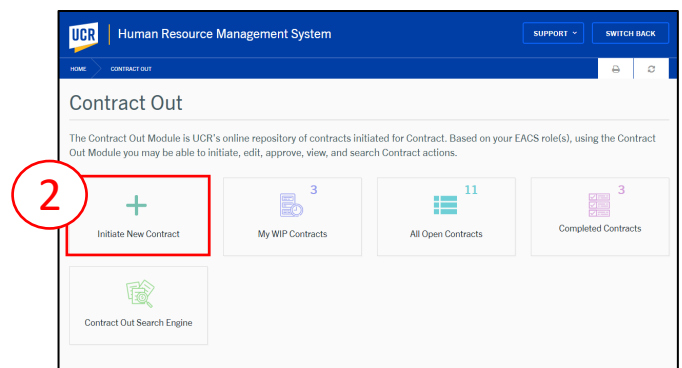 UCR Human Resource Management System
SUPPORT
SWITCH BACK
HOME
CONTRACT OUT
Contract Out
The Contract Out Module is UCR's online repository of contracts initiated for Contract. Based on your EACS role(s), using the Contract
Out Module you may be able to initiate, edit, approve, view, and search Contract actions.
2
Initiate New Contract
3
My WIP Contracts
11
All Open Contracts
3
Completed Contracts
Contract Out Search Engine